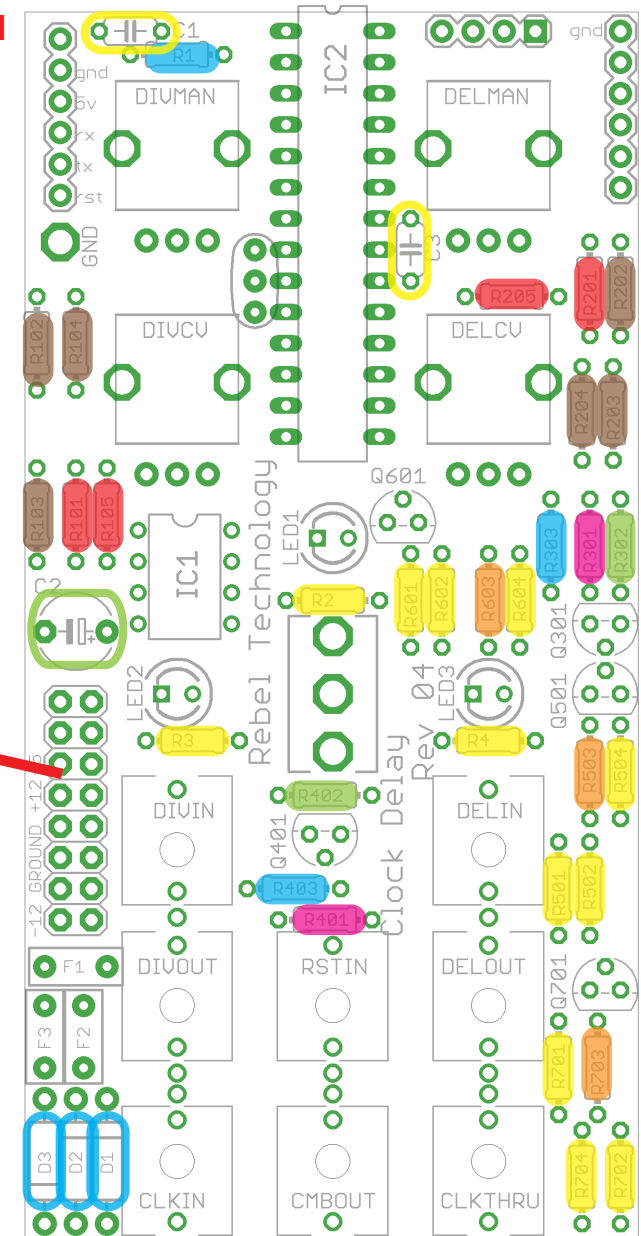 C1
R1
IC2
gnd
gnd
5v
rx
tx
rst
DIVMAN
DELMAN
GND
C3
R205
R201
R202
R102
R104
DIVCV
DELCV
R204
R203
Q601
R103
R101
R105
IC1
LED1
R303
R301
R302
C2
R2
R601
R602
R603
R604
Q301
Rebel Technology
LED2
LED3
Q501
Rev 04
R3
R4
R503
R504
-12 GROUND +12 +5
DIVIN
R402
DELIN
Q401
Clock Delay
R403
R401
R501
R502
F1
DIVOUT
RSTIN
DELOUT
Q701
F3
F2
R701
R703
D3
D2
D1
R704
R702
CLKIN
CMBOUT
CLKTHRU